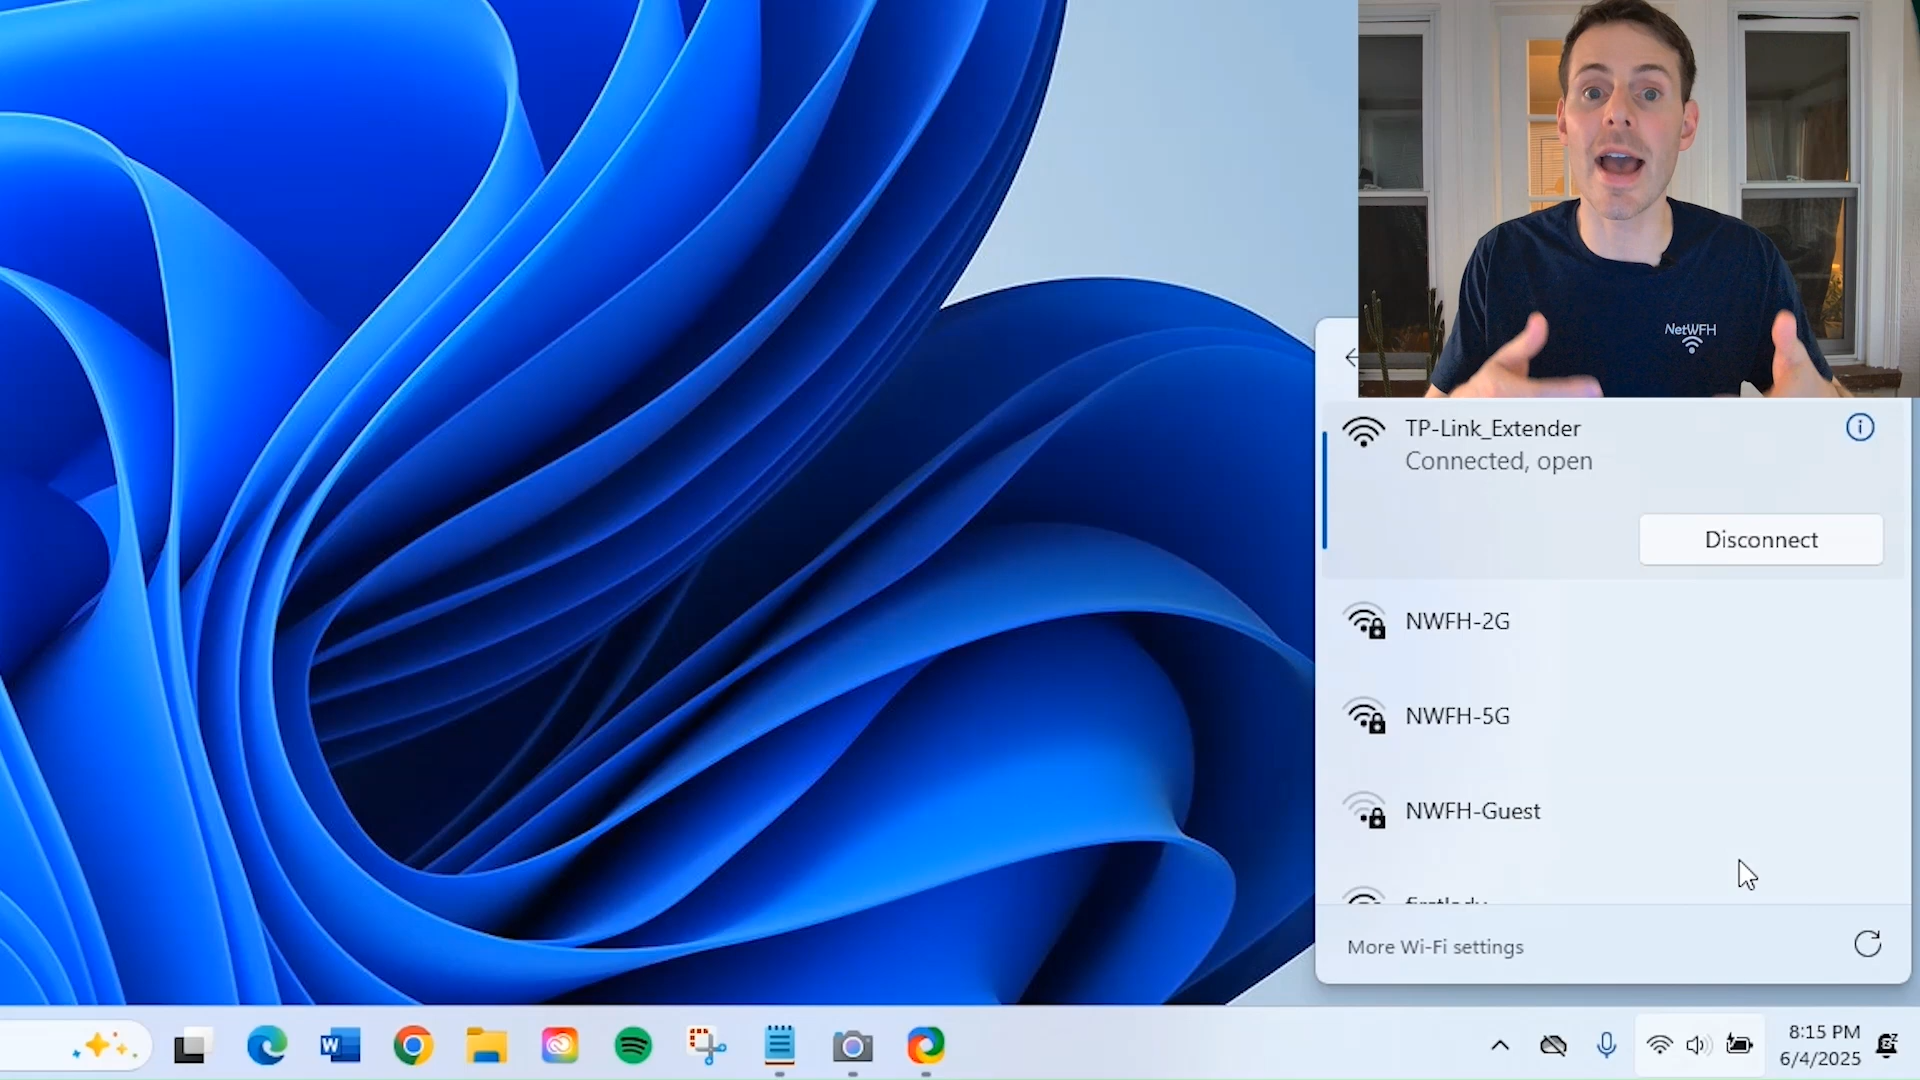 NetWFH
TP-Link_Extender
Connected, open
Disconnect
NWFH-2G
NWFH-5G
NWFH-Guest
More Wi-Fi settings
8:15 PM
6/4/2025